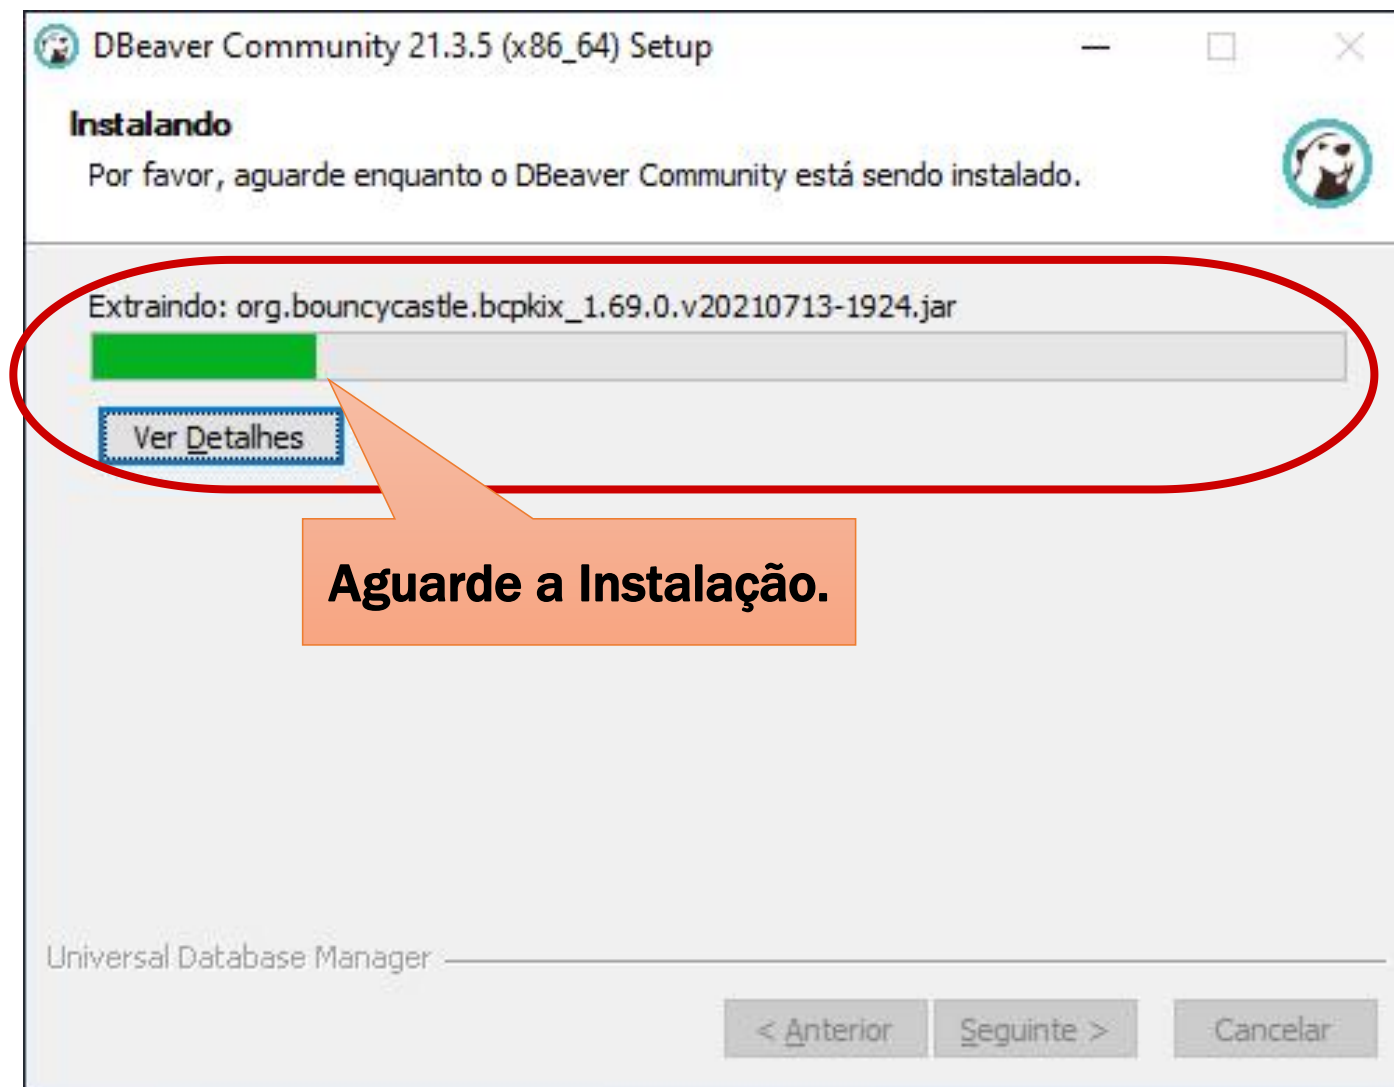 DBeaver Community 21.3.5 (x86_64) Setup
Instalando
Por favor, aguarde enquanto o DBeaver Community está sendo instalado.
Extraindo: org.bouncycastle.bcpkix_1.69.0.v20210713-1924.jar
Ver Detalhes
Aguarde a Instalação.
Universal Database Manager
< Anterior
Seguinte >
Cancelar